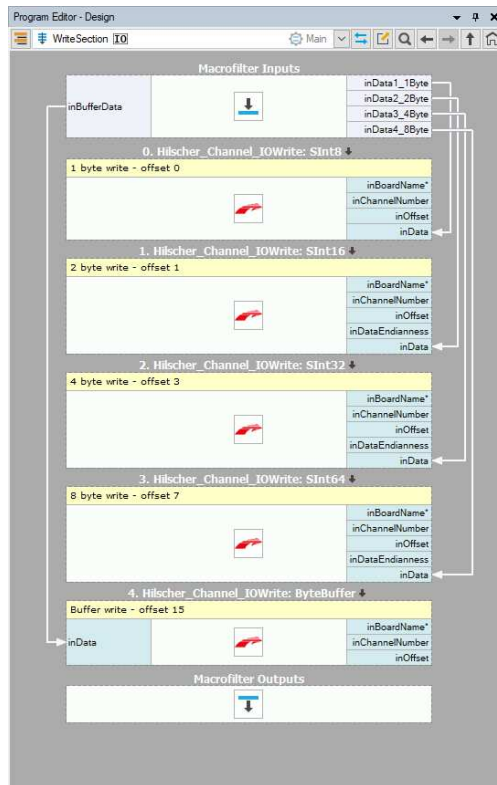 Program Editor - Design
WriteSection IO Main
Macrofilter Inputs
inBufferData
inData1_1Byte
inData2_2Byte
inData3_4Byte
inData4_8Byte
0. Hilscher_Channel_IOWrite: SInt8
1 byte write - offset 0
inBoardName*
inChannelNumber
inOffset
inData
1. Hilscher_Channel_IOWrite: SInt16
2 byte write - offset 1
inBoardName*
inChannelNumber
inOffset
inDataEndianness
inData
2. Hilscher_Channel_IOWrite: SInt32
4 byte write - offset 3
inBoardName*
inChannelNumber
inOffset
inDataEndianness
inData
3. Hilscher_Channel_IOWrite: SInt64
8 byte write - offset 7
inBoardName*
inChannelNumber
inOffset
inDataEndianness
inData
4. Hilscher_Channel_IOWrite: ByteBuffer
Buffer write - offset 15
inData
inBoardName*
inChannelNumber
inOffset
Macrofilter Outputs